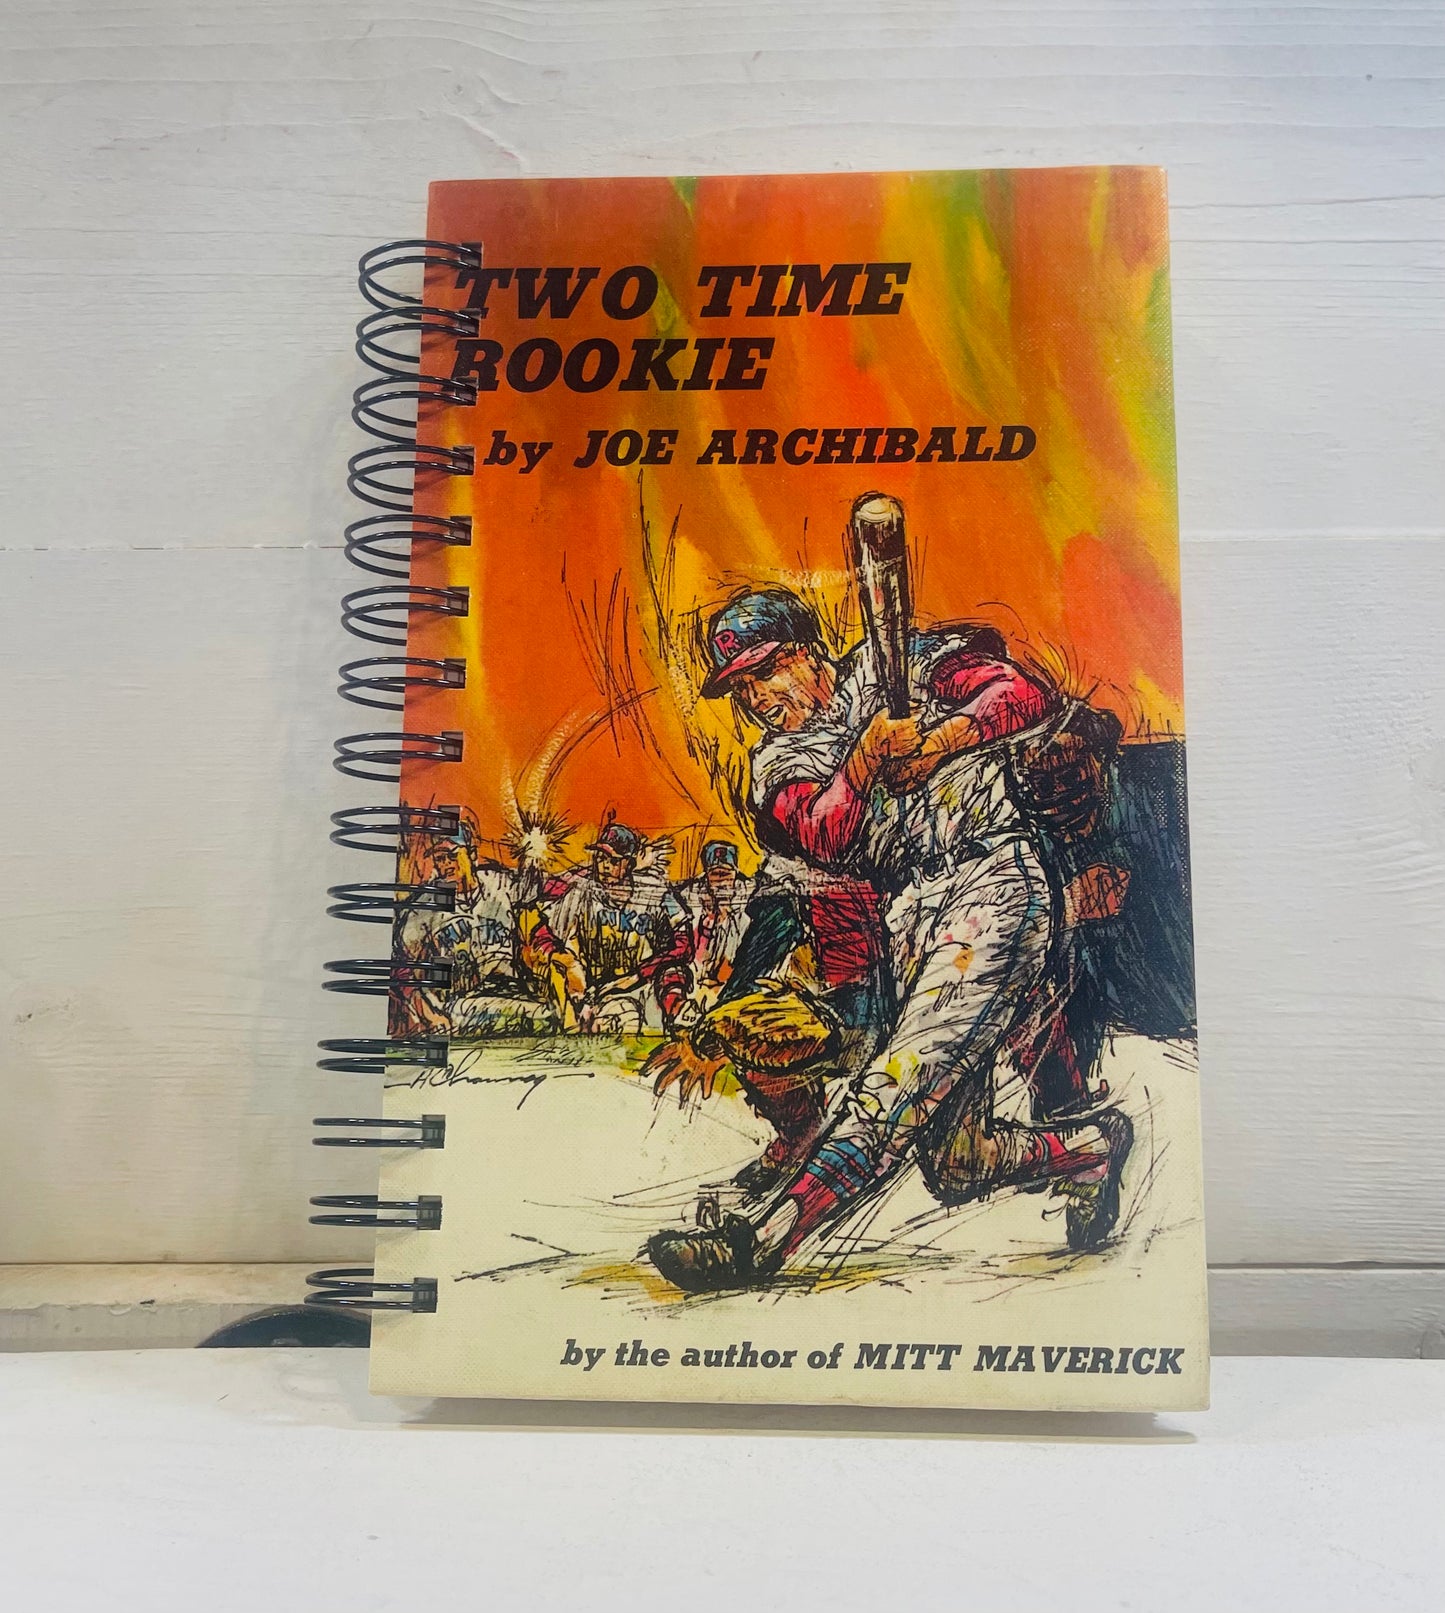 TWO TIME
ROOKIE
by JOE ARCHIBALD
R
by the author of MITT MAVERICK